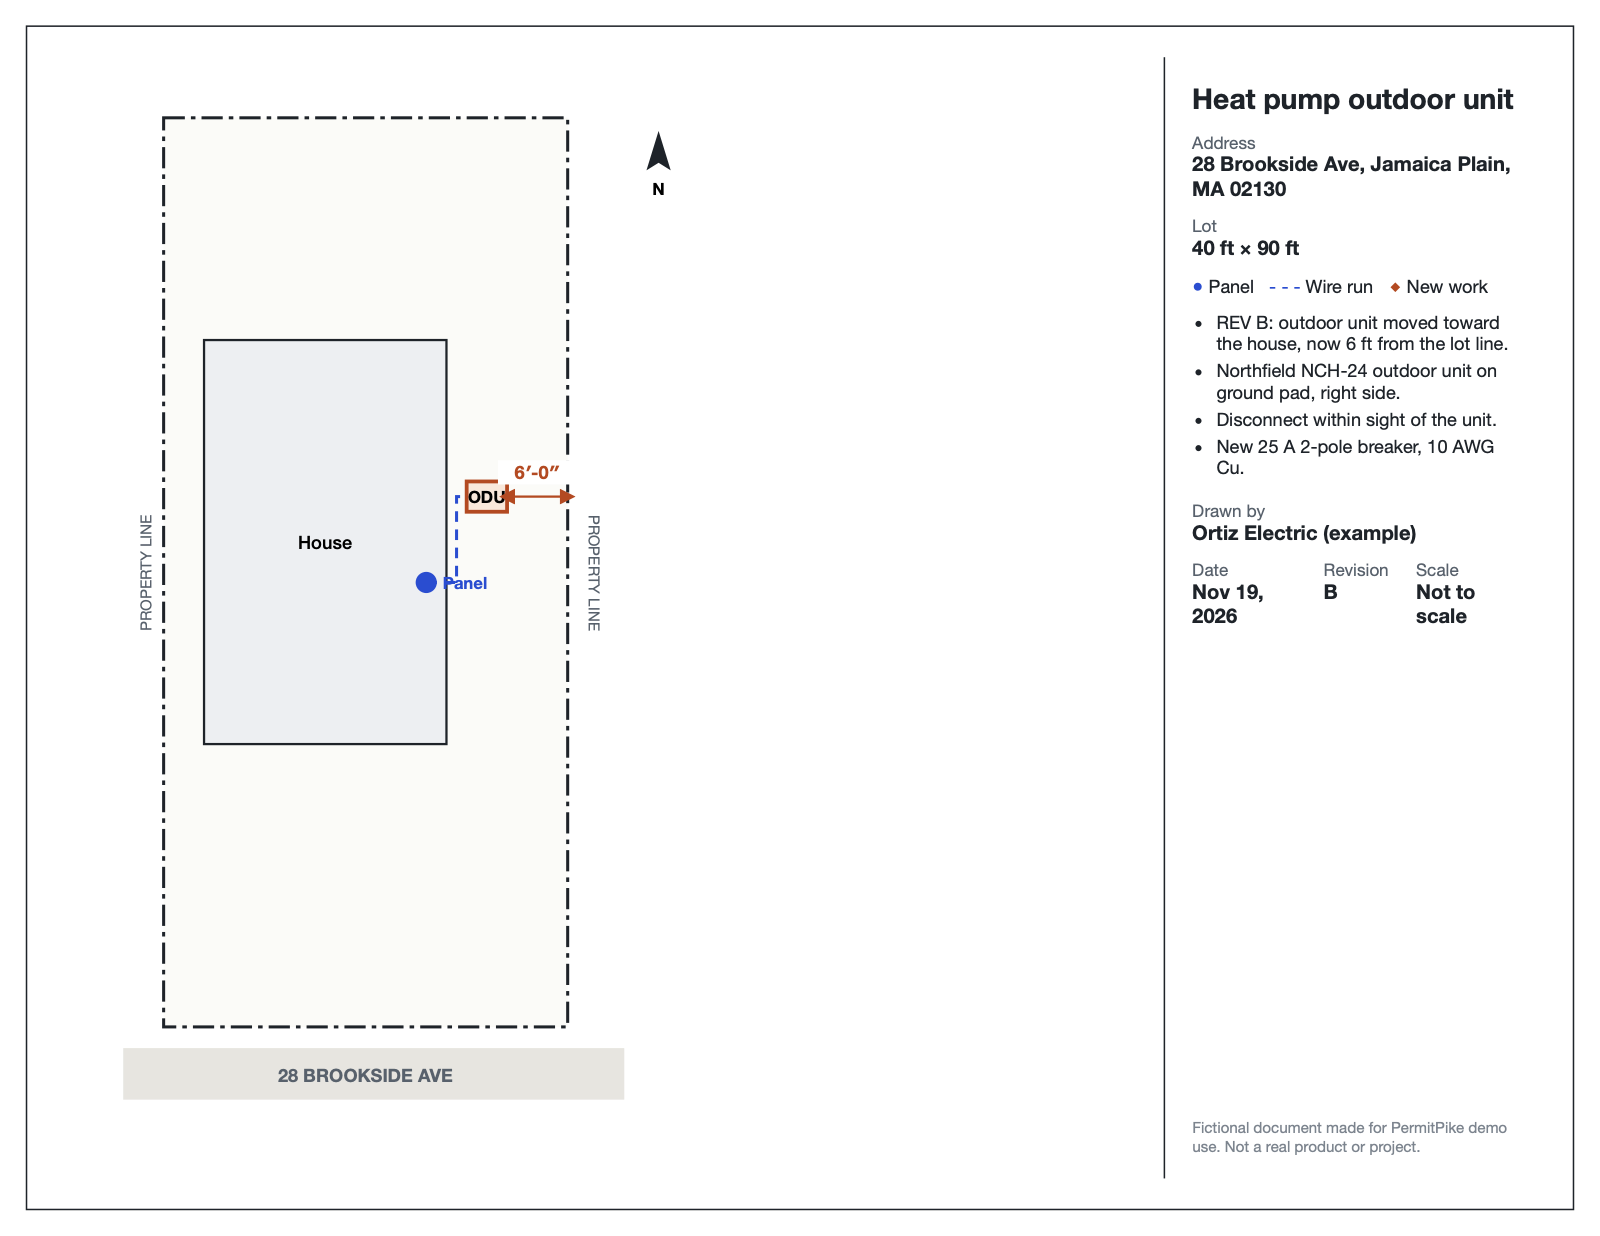 N
PROPERTY LINE
House
ODU
6′-0″
Panel
PROPERTY LINE
28 BROOKSIDE AVE
Heat pump outdoor unit
Address
28 Brookside Ave, Jamaica Plain,
MA 02130
Lot
40 ft × 90 ft
Panel - - - Wire run New work
• REV B: outdoor unit moved toward
the house, now 6 ft from the lot line.
• Northfield NCH-24 outdoor unit on
ground pad, right side.
• Disconnect within sight of the unit.
• New 25 A 2-pole breaker, 10 AWG
Cu.
Drawn by
Ortiz Electric (example)
Date Revision Scale
Nov 19, B Not to
2026 scale
Fictional document made for PermitPike demo
use. Not a real product or project.